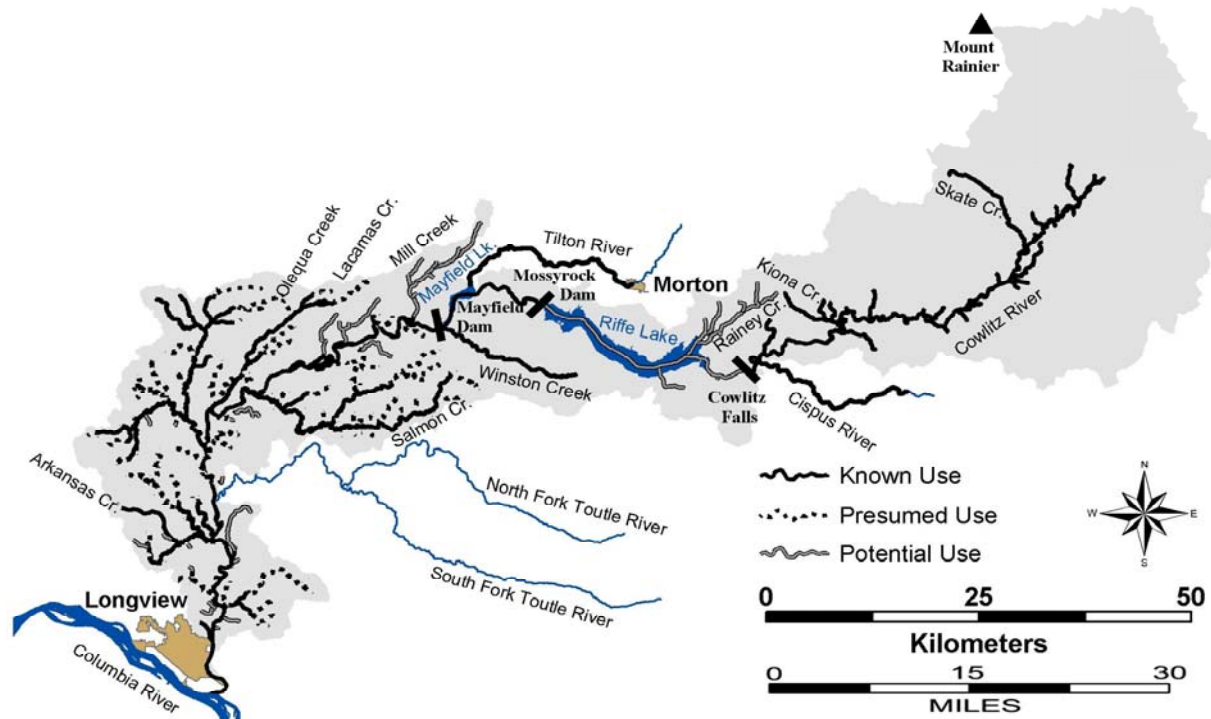 Mount
Rainier
Skate Cr.
Olequa Creek
Lacamas Cr.
Mill Creek
Mayfield Lk.
Tilton River
Mossyrock
Dam
Morton
Kiona Cr.
Mayfield
Dam
Riffe Lake
Rainey Cr.
Cowlitz River
Winston Creek
Cowlitz
Falls
Cispus River
Salmon Cr.
Arkansas Cr.
North Fork Toutle River
South Fork Toutle River
Known Use
Presumed Use
Potential Use
N
W
E
S
Longview
Columbia River
0 25 50
Kilometers
0 15 30
MILES